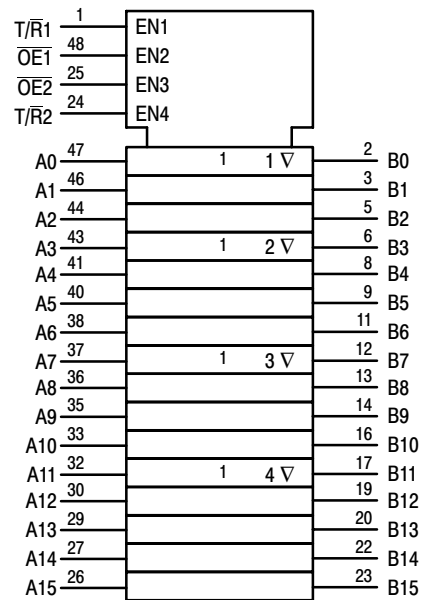 T/R̅1 1 EN1
O̅E̅1̅ 48 EN2
O̅E̅2̅ 25 EN3
T/R̅2 24 EN4
A0 47 1 1 ∇ 2 B0
A1 46 3 B1
A2 44 5 B2
A3 43 1 2 ∇ 6 B3
A4 41 8 B4
A5 40 9 B5
A6 38 11 B6
A7 37 1 3 ∇ 12 B7
A8 36 13 B8
A9 35 14 B9
A10 33 16 B10
A11 32 1 4 ∇ 17 B11
A12 30 19 B12
A13 29 20 B13
A14 27 22 B14
A15 26 23 B15